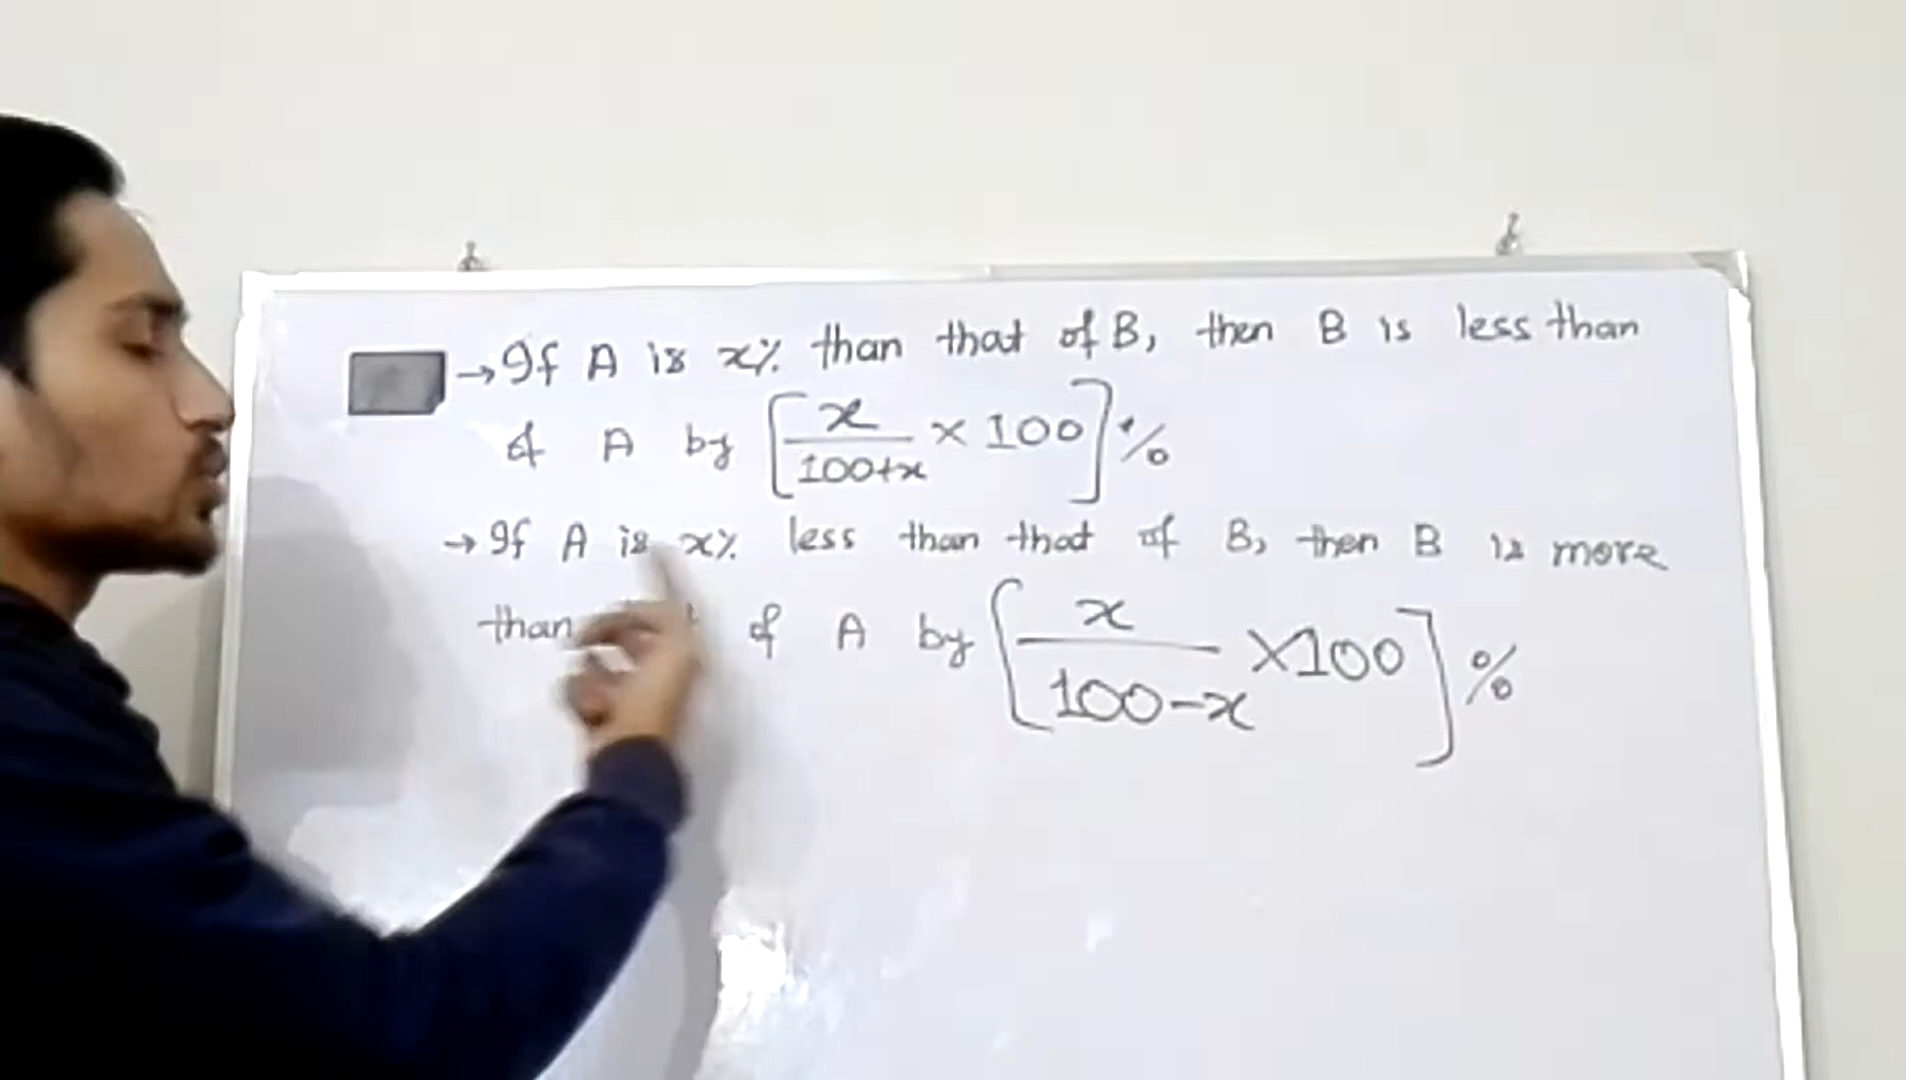 → If A is x% than that of B, then B is less than
of A by [x/(100+x) × 100]%
→ If A is x% less than that of B, then B is more
than of A by [x/(100-x) ×100]%